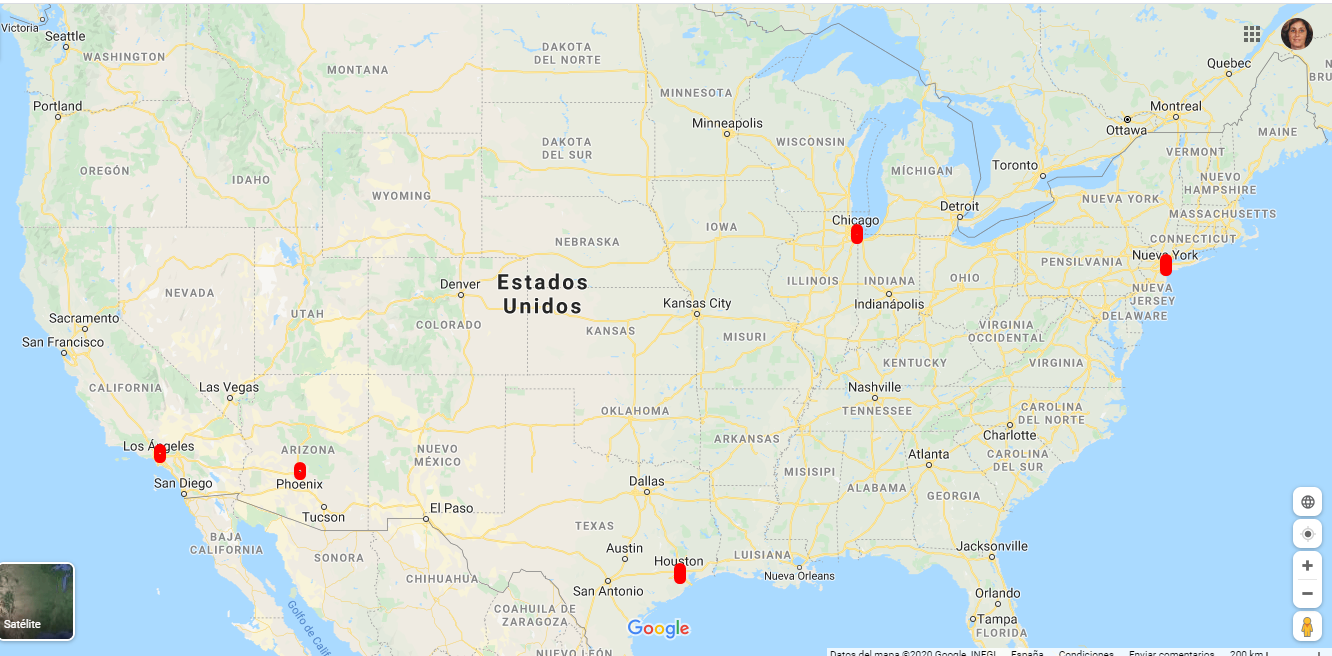 Victoria
Seattle
WASHINGTON
MONTANA
DAKOTA
DEL NORTE
MINNESOTA
Quebec
Montreal
Ottawa
MAINE
Portland
Minneapolis
WISCONSIN
DAKOTA
DEL SUR
VERMONT
OREGÓN
IDAHO
WYOMING
MÍCHIGAN
Toronto
NUEVO
HAMPSHIRE
NUEVA YORK
MASSACHUSETTS
Detroit
Chicago
IOWA
NEBRASKA
CONNECTICUT
Nueva York
PENSILVANIA
NEVADA
UTAH
Denver
Estados
Unidos
ILLINOIS
INDIANA
OHIO
NUEVA
JERSEY
Indianápolis
Kansas City
DELAWARE
Sacramento
San Francisco
COLORADO
KANSAS
MISURI
VIRGINIA
OCCIDENTAL
KENTUCKY
VIRGINIA
CALIFORNIA
Las Vegas
Nashville
TENNESSEE
OKLAHOMA
CAROLINA
DEL NORTE
Charlotte
Los Ángeles
ARIZONA
NUEVO
MÉXICO
ARKANSAS
Atlanta
CAROLINA
DEL SUR
San Diego
Phoenix
Dallas
MISISIPI
ALABAMA
GEORGIA
Tucson
El Paso
TEXAS
BAJA
CALIFORNIA
SONORA
CHIHUAHUA
Austin
Houston
LUISIANA
Jacksonville
Nueva Orleans
San Antonio
Orlando
COAHUILA DE
ZARAGOZA
Tampa
FLORIDA
Golfo de Calif
Satélite
Google
NUEVO LEÓN
Datos del mapa ©2020 Google, INEGI
España
Condiciones
Enviar comentarios
200 km